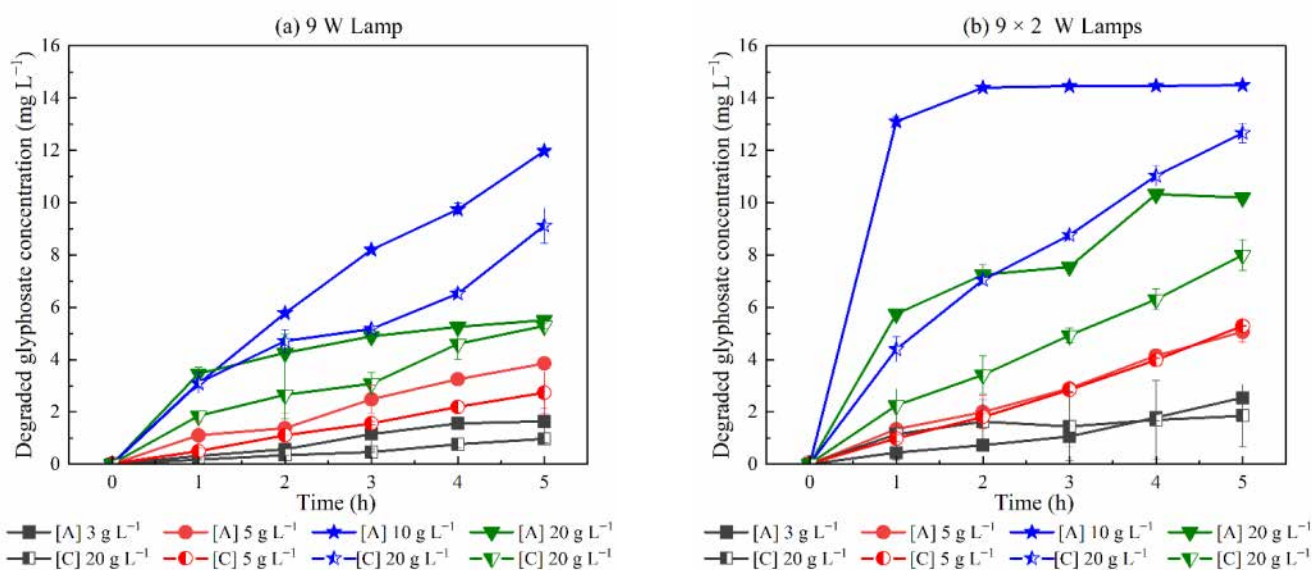 (a) 9 W Lamp
Degraded glyphosate concentration (mg L⁻¹)
16
14
12
10
8
6
4
2
0
0 1 2 3 4 5
Time (h)
[A] 3 g L⁻¹ [A] 5 g L⁻¹ [A] 10 g L⁻¹ [A] 20 g L⁻¹
[C] 20 g L⁻¹ [C] 5 g L⁻¹ [C] 20 g L⁻¹ [C] 20 g L⁻¹
(b) 9 × 2 W Lamps
Degraded glyphosate concentration (mg L⁻¹)
16
14
12
10
8
6
4
2
0
0 1 2 3 4 5
Time (h)
[A] 3 g L⁻¹ [A] 5 g L⁻¹ [A] 10 g L⁻¹ [A] 20 g L⁻¹
[C] 20 g L⁻¹ [C] 5 g L⁻¹ [C] 20 g L⁻¹ [C] 20 g L⁻¹